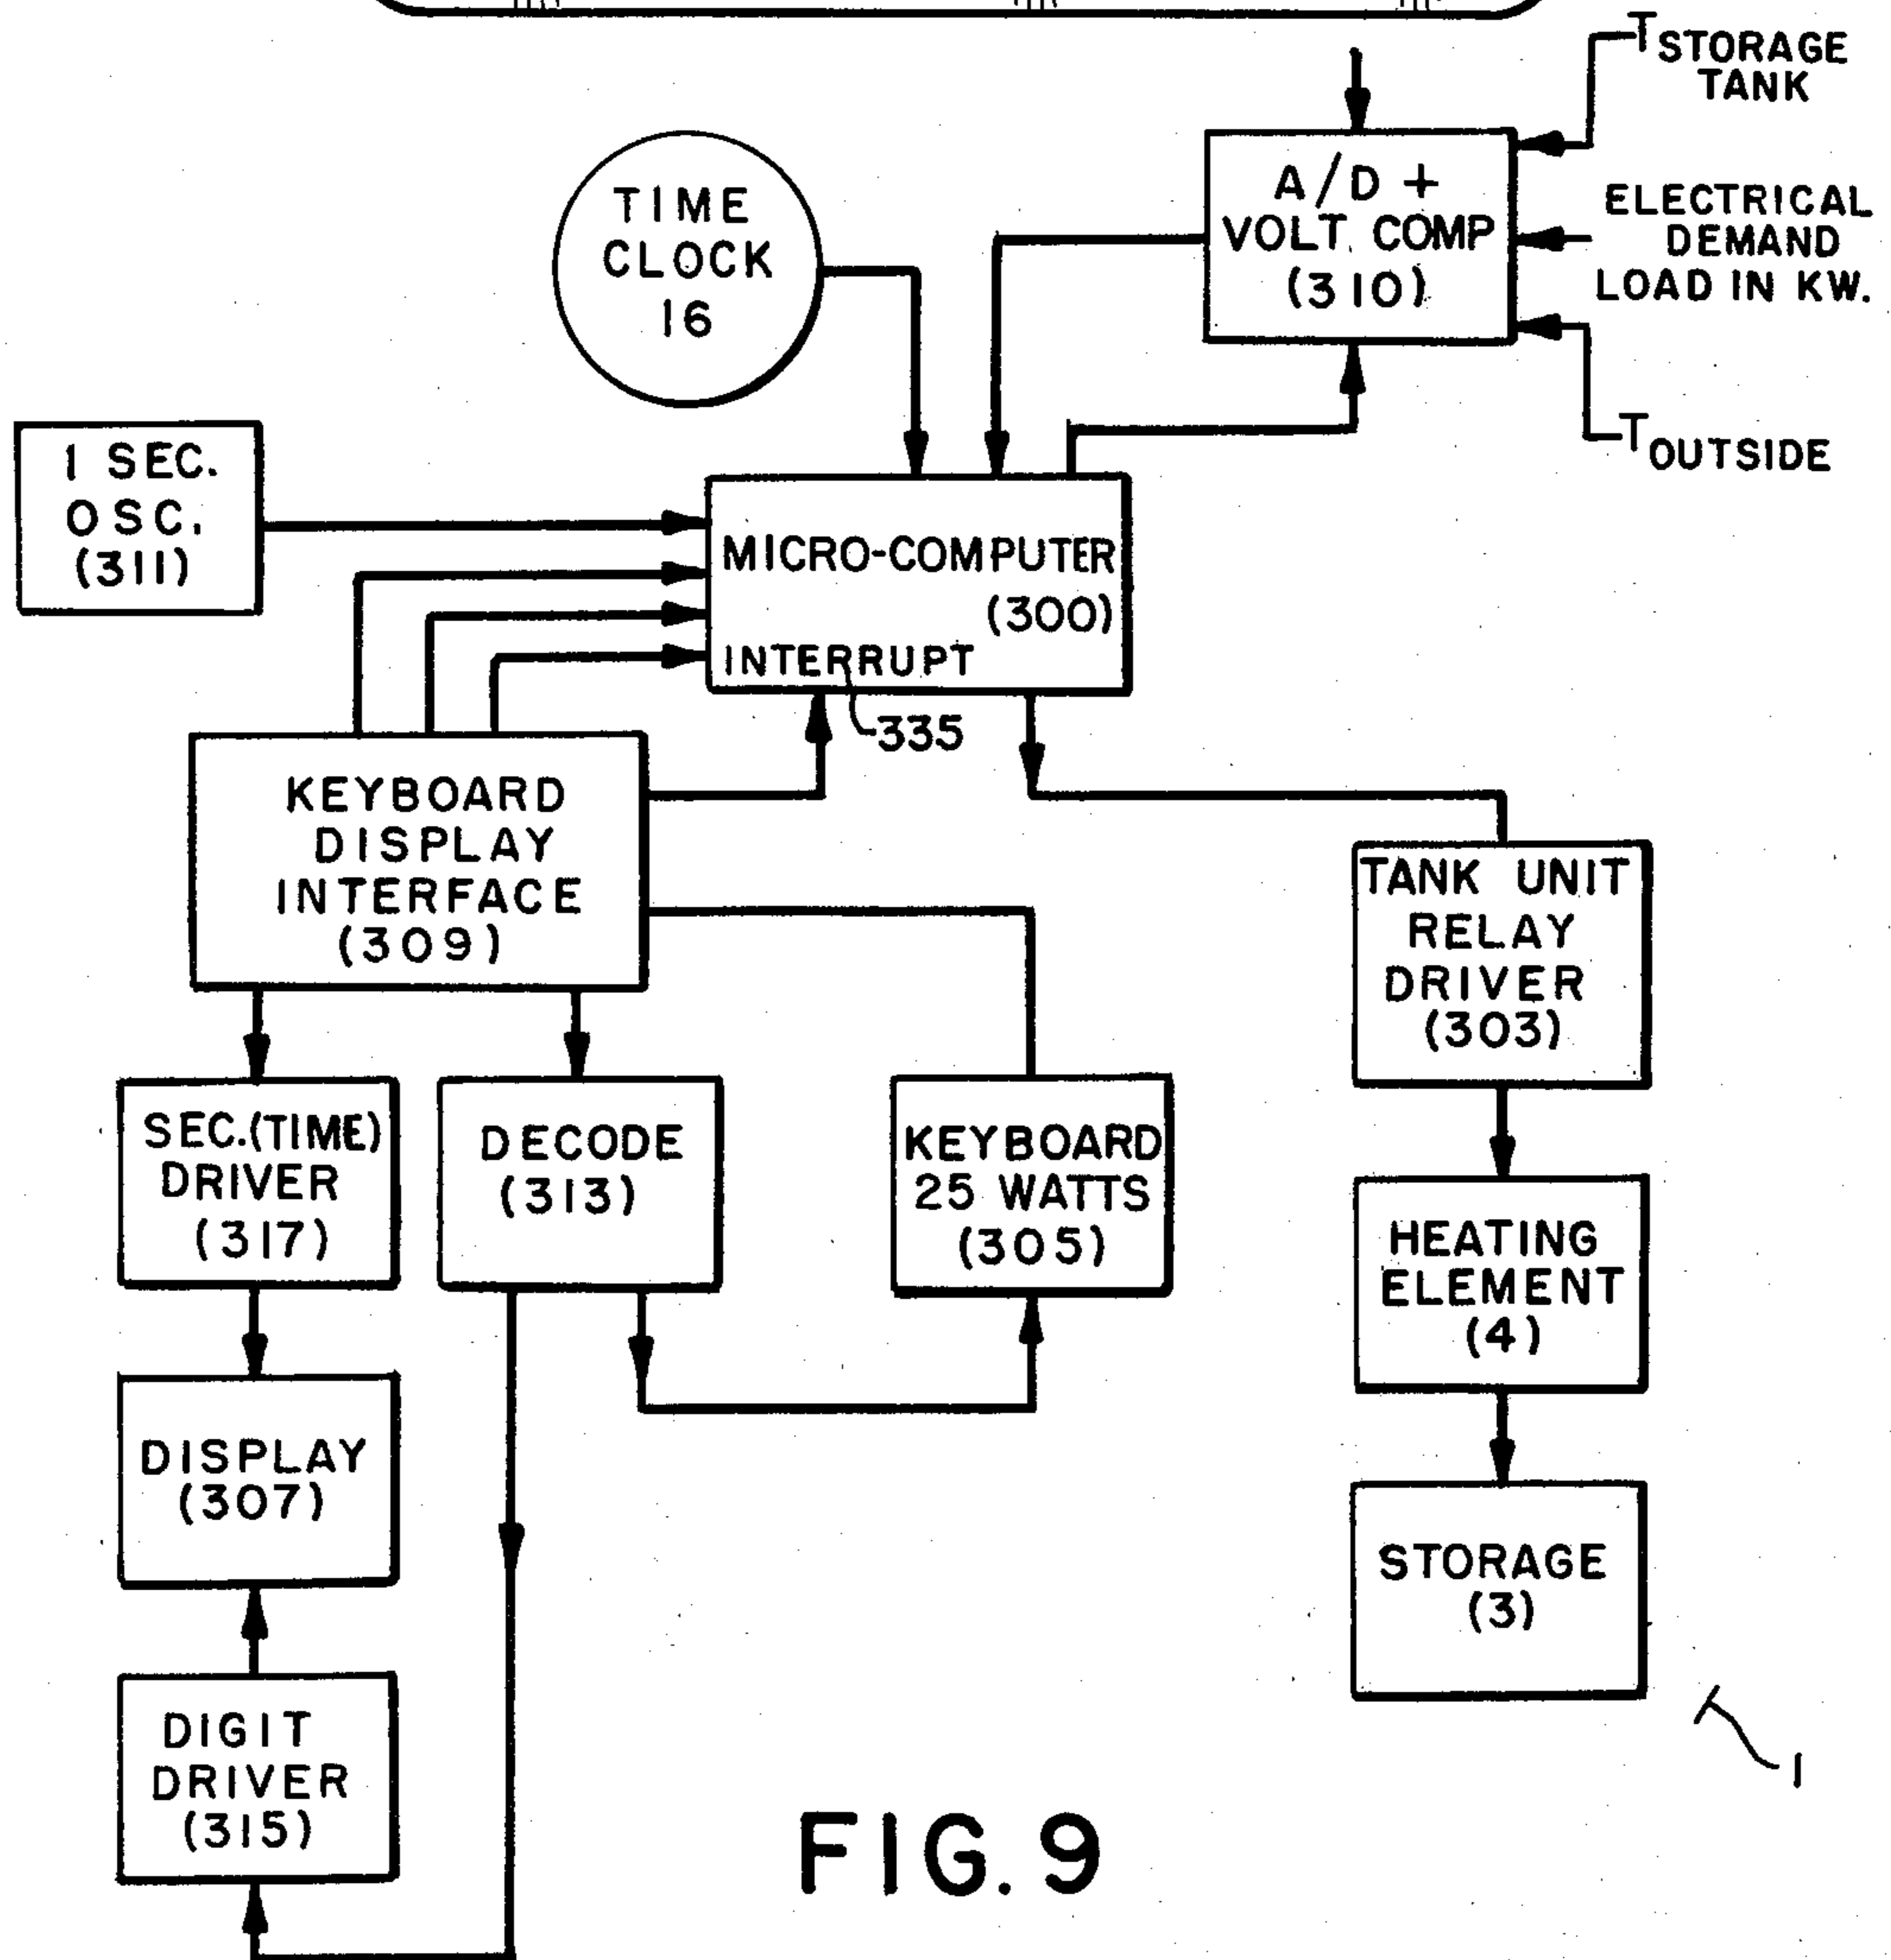 T STORAGE
TANK
A/D +
VOLT. COMP
(310)
ELECTRICAL
DEMAND
LOAD IN KW.
T OUTSIDE
TIME
CLOCK
16
1 SEC.
OSC.
(311)
MICRO-COMPUTER
(300)
INTERRUPT
335
KEYBOARD
DISPLAY
INTERFACE
(309)
TANK UNIT
RELAY
DRIVER
(303)
SEC.(TIME)
DRIVER
(317)
DECODE
(313)
KEYBOARD
25 WATTS
(305)
HEATING
ELEMENT
(4)
DISPLAY
(307)
STORAGE
(3)
DIGIT
DRIVER
(315)
1
FIG. 9